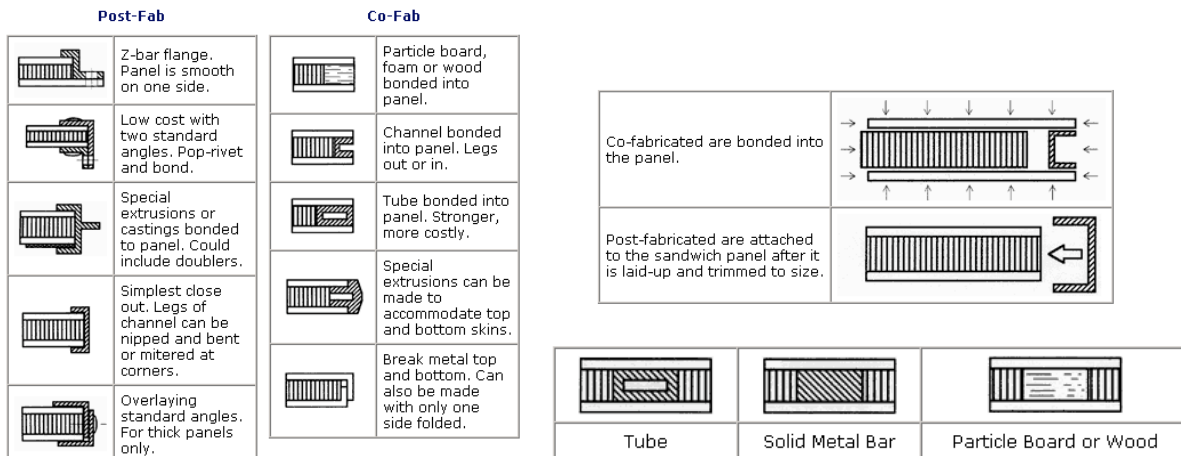 Post-Fab
Z-bar flange.
Panel is smooth
on one side.
Low cost with
two standard
angles. Pop-rivet
and bond.
Special
extrusions or
castings bonded
to panel. Could
include doublers.
Simplest close
out. Legs of
channel can be
nipped and bent
or mitered at
corners.
Overlaying
standard angles.
For thick panels
only.
Co-Fab
Particle board,
foam or wood
bonded into
panel.
Channel bonded
into panel. Legs
out or in.
Tube bonded into
panel. Stronger,
more costly.
Special
extrusions can be
made to
accommodate top
and bottom skins.
Break metal top
and bottom. Can
also be made
with only one
side folded.
Co-fabricated are bonded into
the panel.
Post-fabricated are attached
to the sandwich panel after it
is laid-up and trimmed to size.
Tube
Solid Metal Bar
Particle Board or Wood